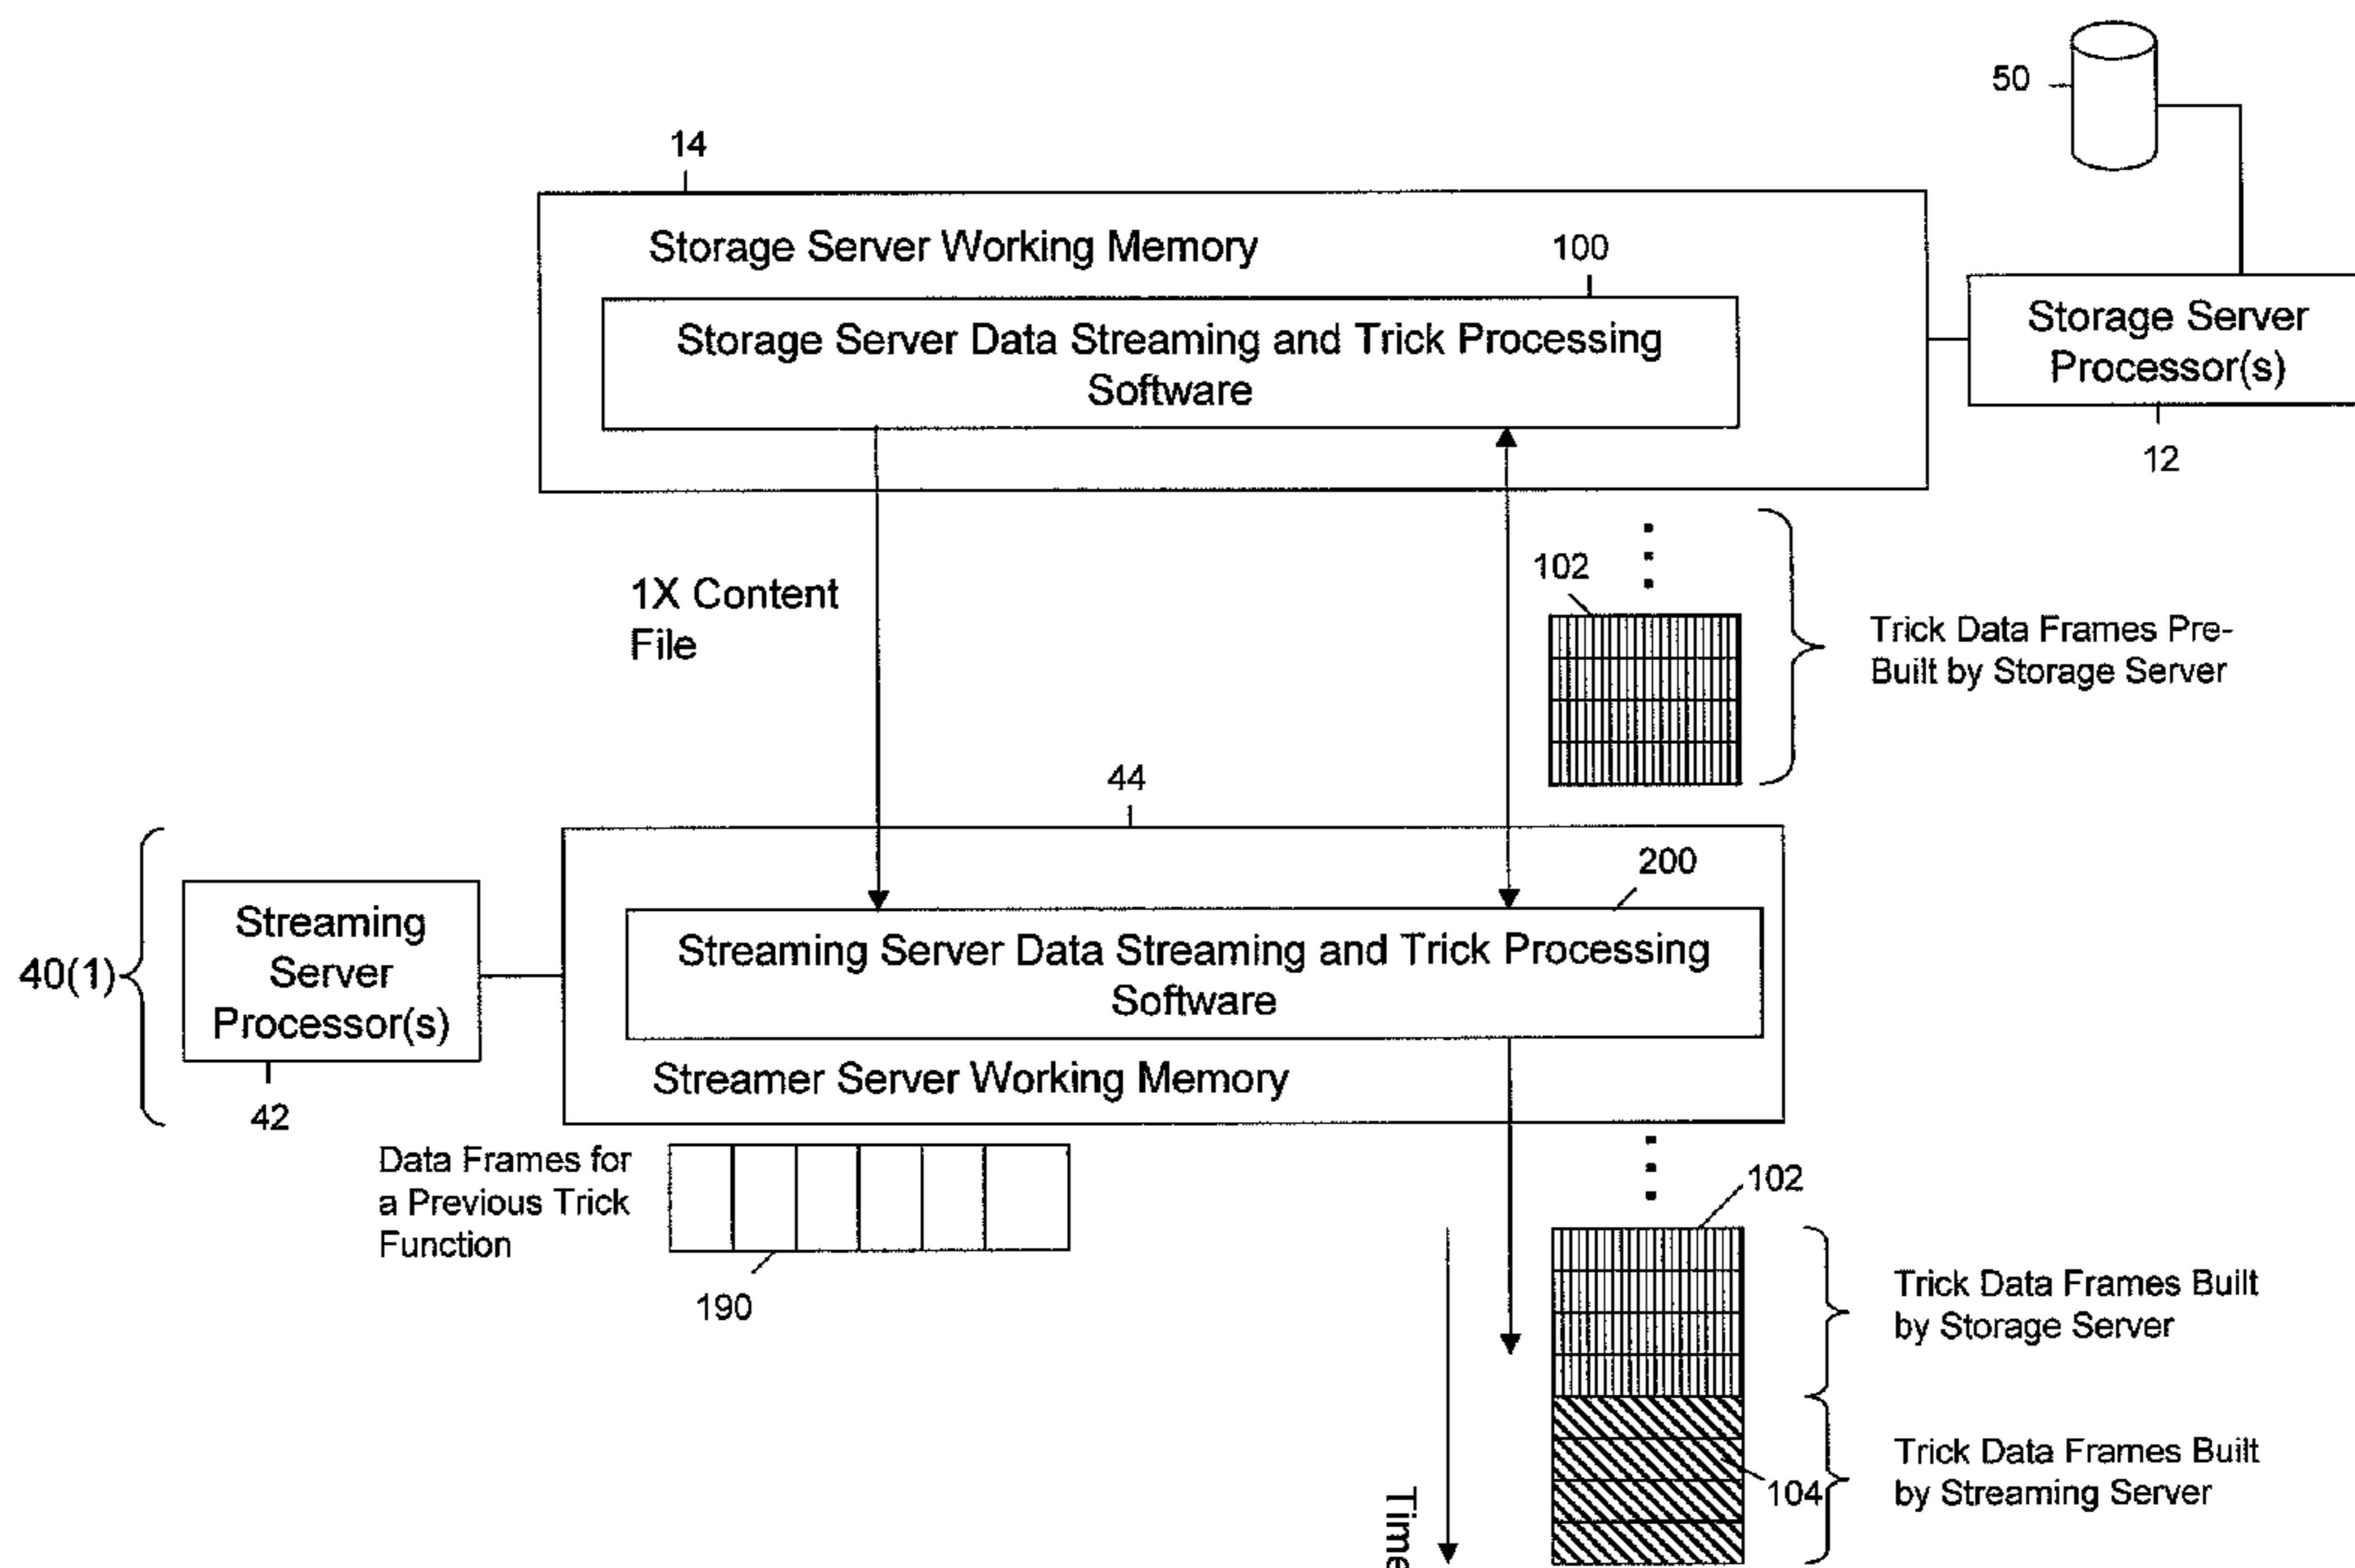 50
14
Storage Server Working Memory
100
Storage Server Data Streaming and Trick Processing
Software
Storage Server
Processor(s)
12
1X Content
File
102
Trick Data Frames Pre-
Built by Storage Server
44
200
40(1)
Streaming
Server
Processor(s)
42
Streaming Server Data Streaming and Trick Processing
Software
Streamer Server Working Memory
Data Frames for
a Previous Trick
Function
190
102
Trick Data Frames Built
by Storage Server
104
Trick Data Frames Built
by Streaming Server
Time